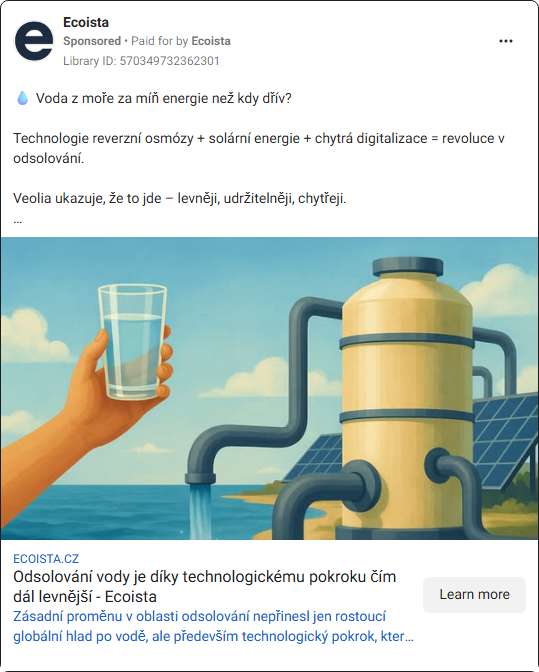 Ecoista
Sponsored • Paid for by Ecoista
Library ID: 570349732362301
💧 Voda z moře za míň energie než kdy dřív?
Technologie reverzní osmózy + solární energie + chytrá digitalizace = revoluce v
odsolování.
Veolia ukazuje, že to jde – levněji, udržitelněji, chytřeji.
...
ECOISTA.CZ
Odsolování vody je díky technologickému pokroku čím
dál levnější - Ecoista
Learn more
Zásadní proměnu v oblasti odsolování nepřinesl jen rostoucí
globální hlad po vodě, ale především technologický pokrok, kter...